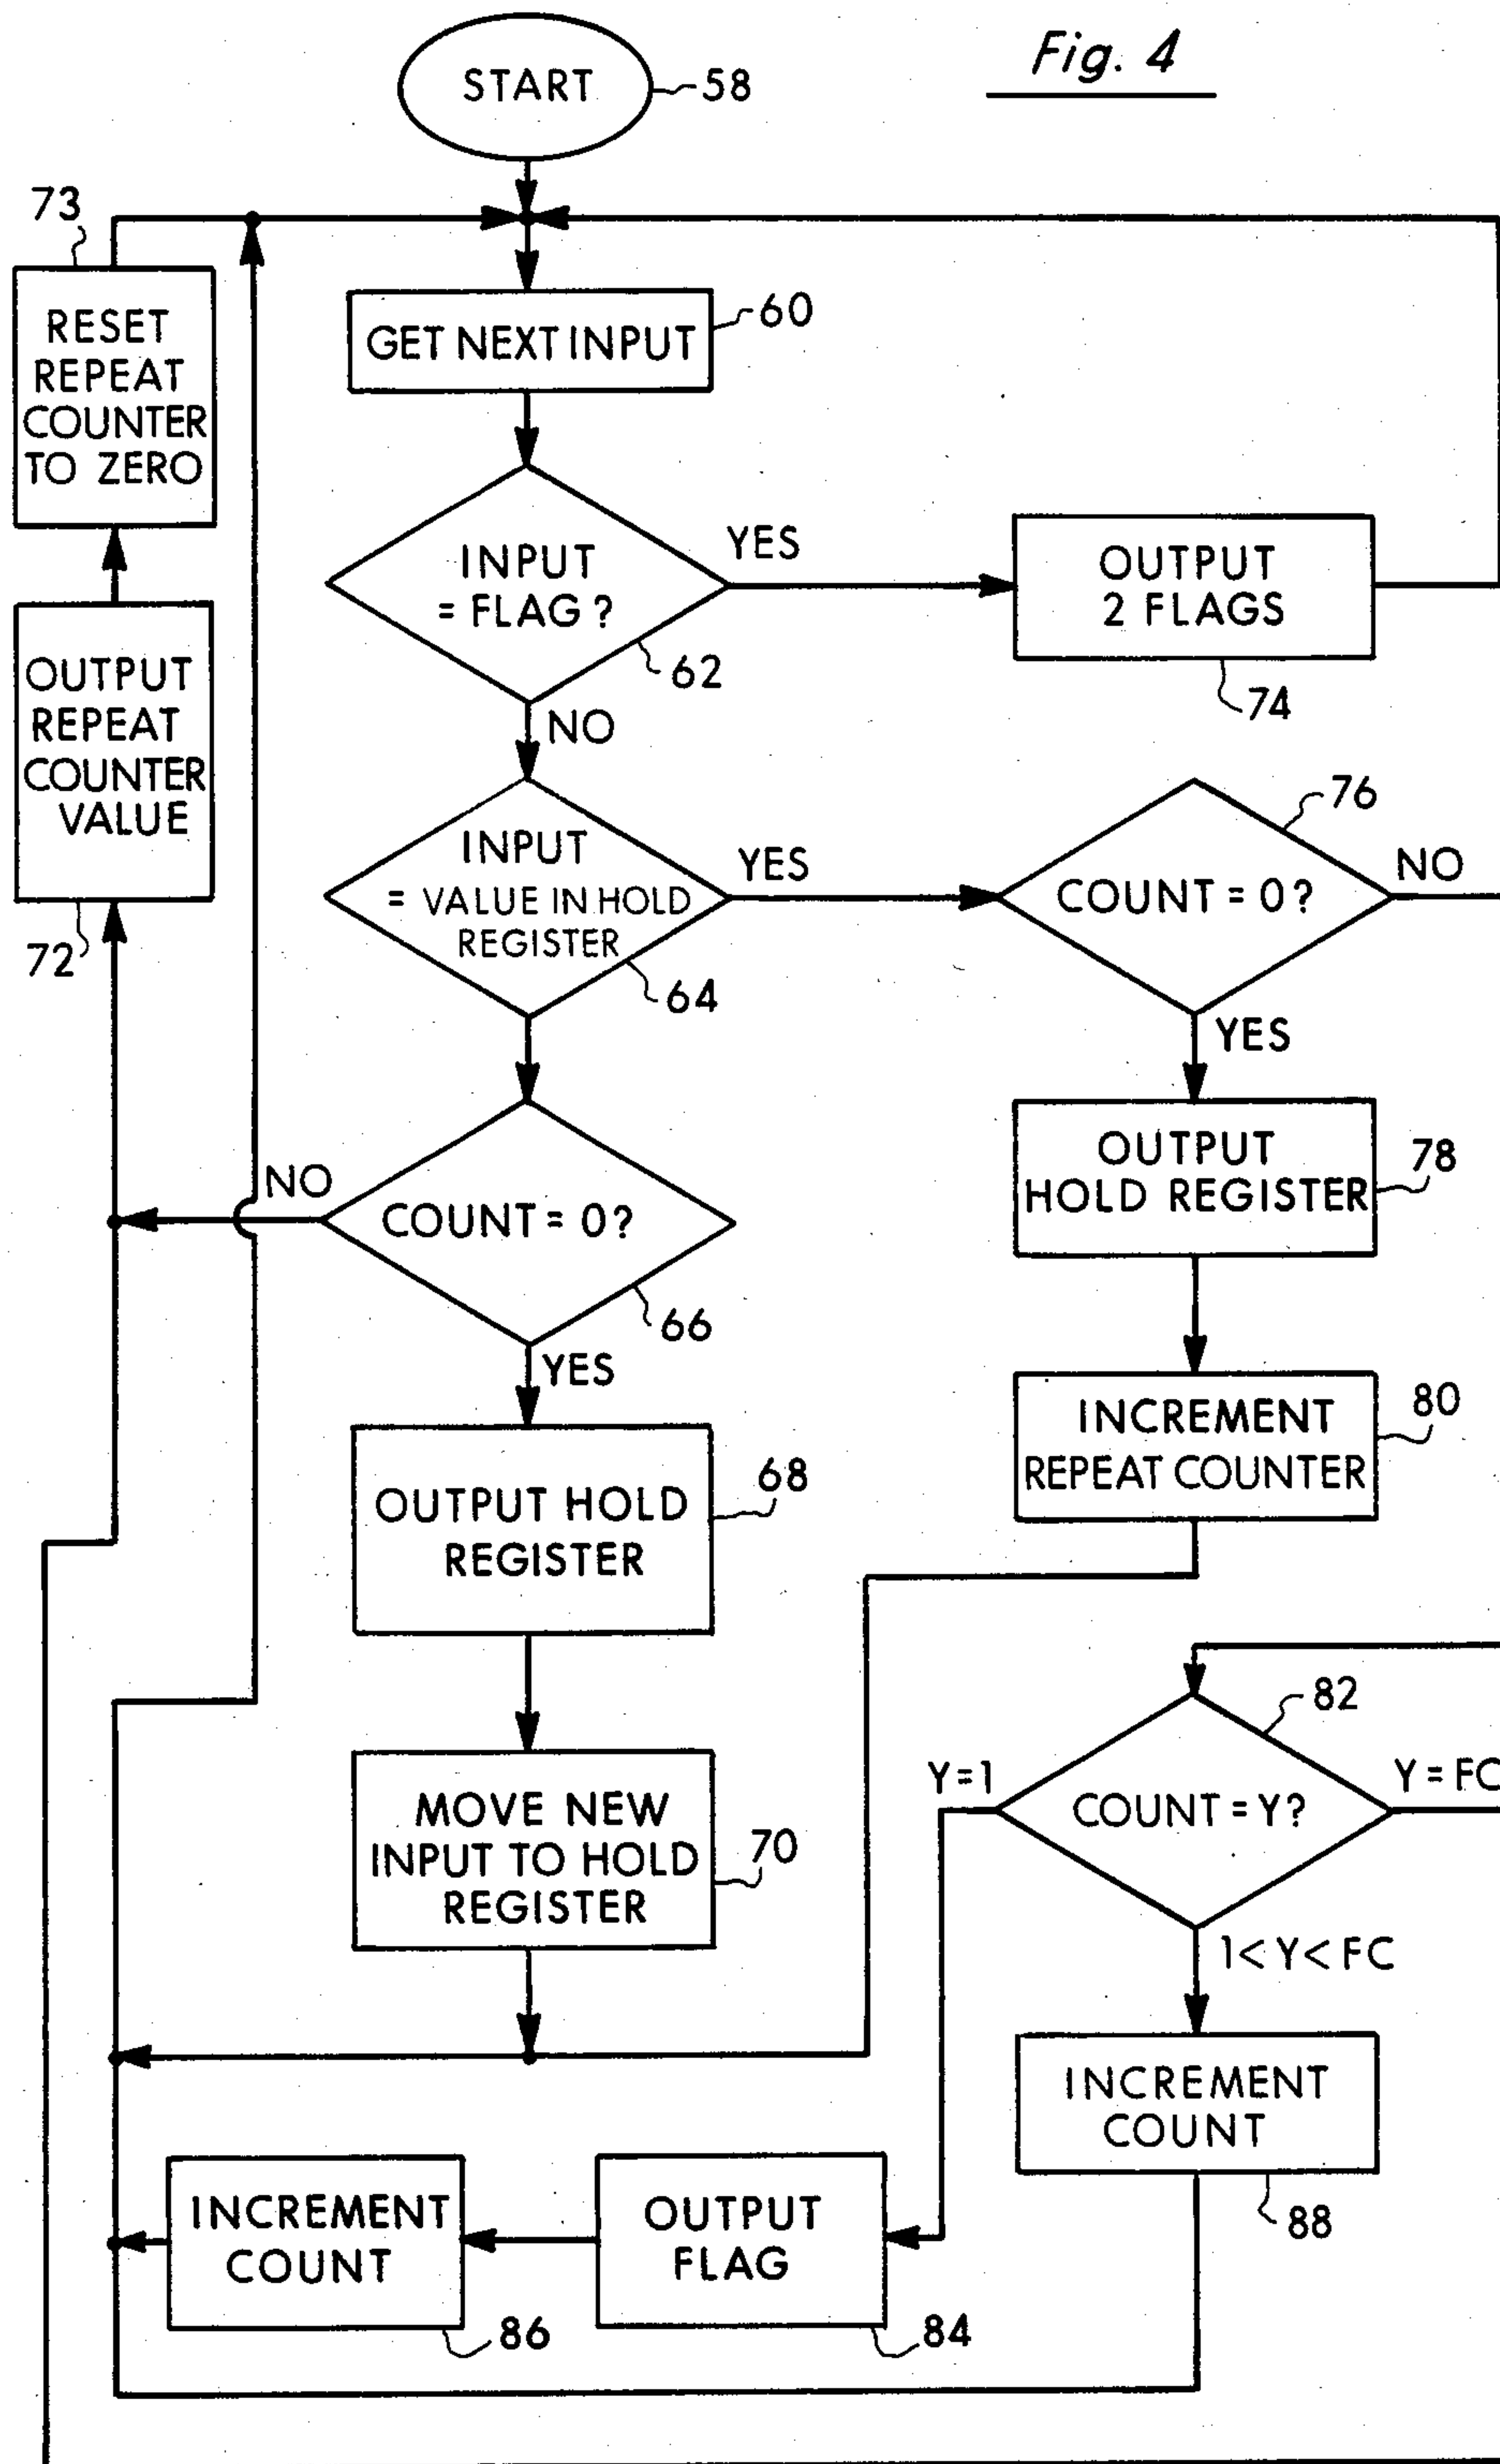 Fig. 4
START
58
73
RESET
REPEAT
COUNTER
TO ZERO
GET NEXT INPUT
60
INPUT
= FLAG ?
YES
62
NO
OUTPUT
2 FLAGS
74
OUTPUT
REPEAT
COUNTER
VALUE
72
INPUT
= VALUE IN HOLD
REGISTER
YES
64
76
COUNT = 0?
NO
YES
NO
COUNT = 0?
66
YES
OUTPUT
HOLD REGISTER
78
INCREMENT
REPEAT COUNTER
80
OUTPUT HOLD
REGISTER
68
MOVE NEW
INPUT TO HOLD
REGISTER
70
82
Y=1
COUNT = Y?
Y = FC
1 < Y < FC
INCREMENT
COUNT
88
INCREMENT
COUNT
86
OUTPUT
FLAG
84